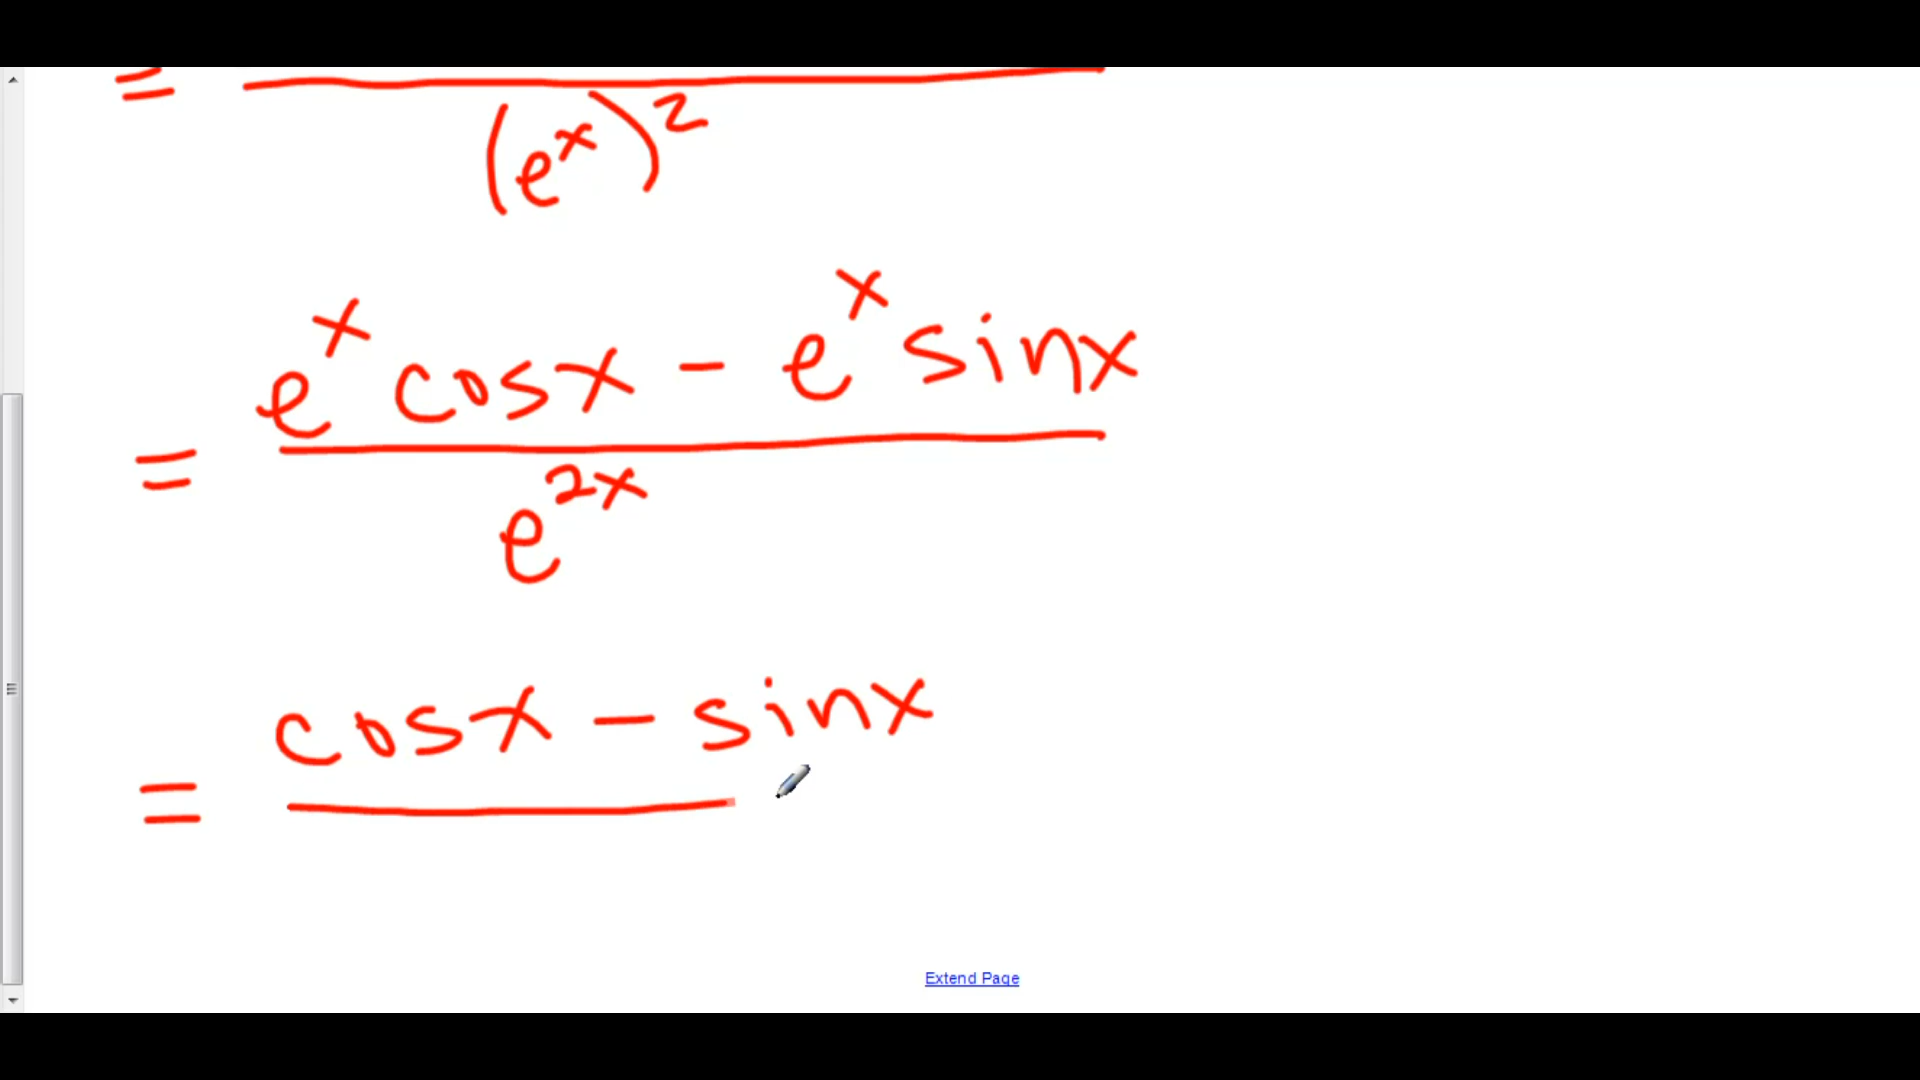 =
(e^x)^2
e^x cosx - e^x sinx
=
e^2x
cosx - sinx
=
Extend Page